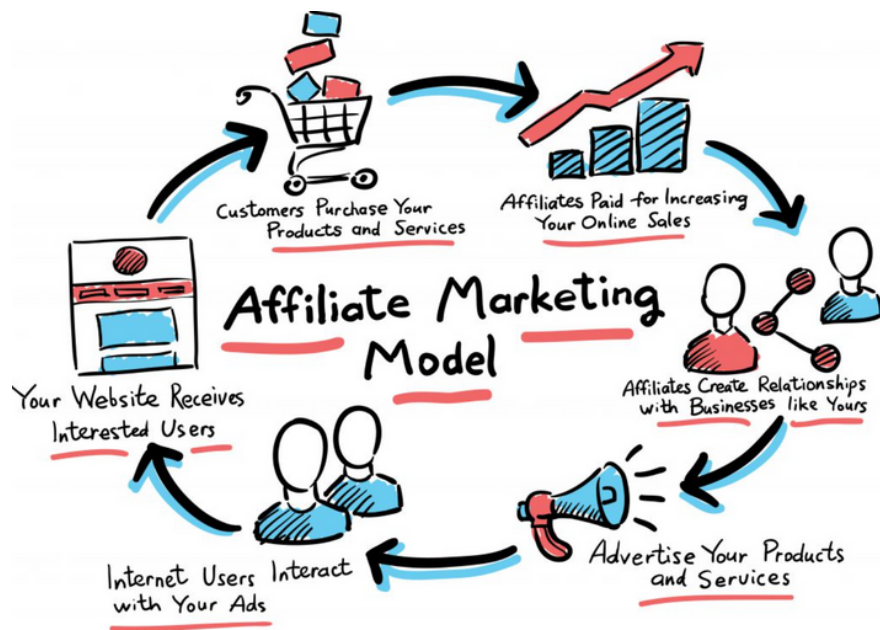 Affiliate Marketing
Model
Customers Purchase Your
Products and Services
Affiliates Paid for Increasing
Your Online Sales
Affiliates Create Relationships
with Businesses like Yours
Advertise Your Products
and Services
Internet Users Interact
with Your Ads
Your Website Receives
Interested Users